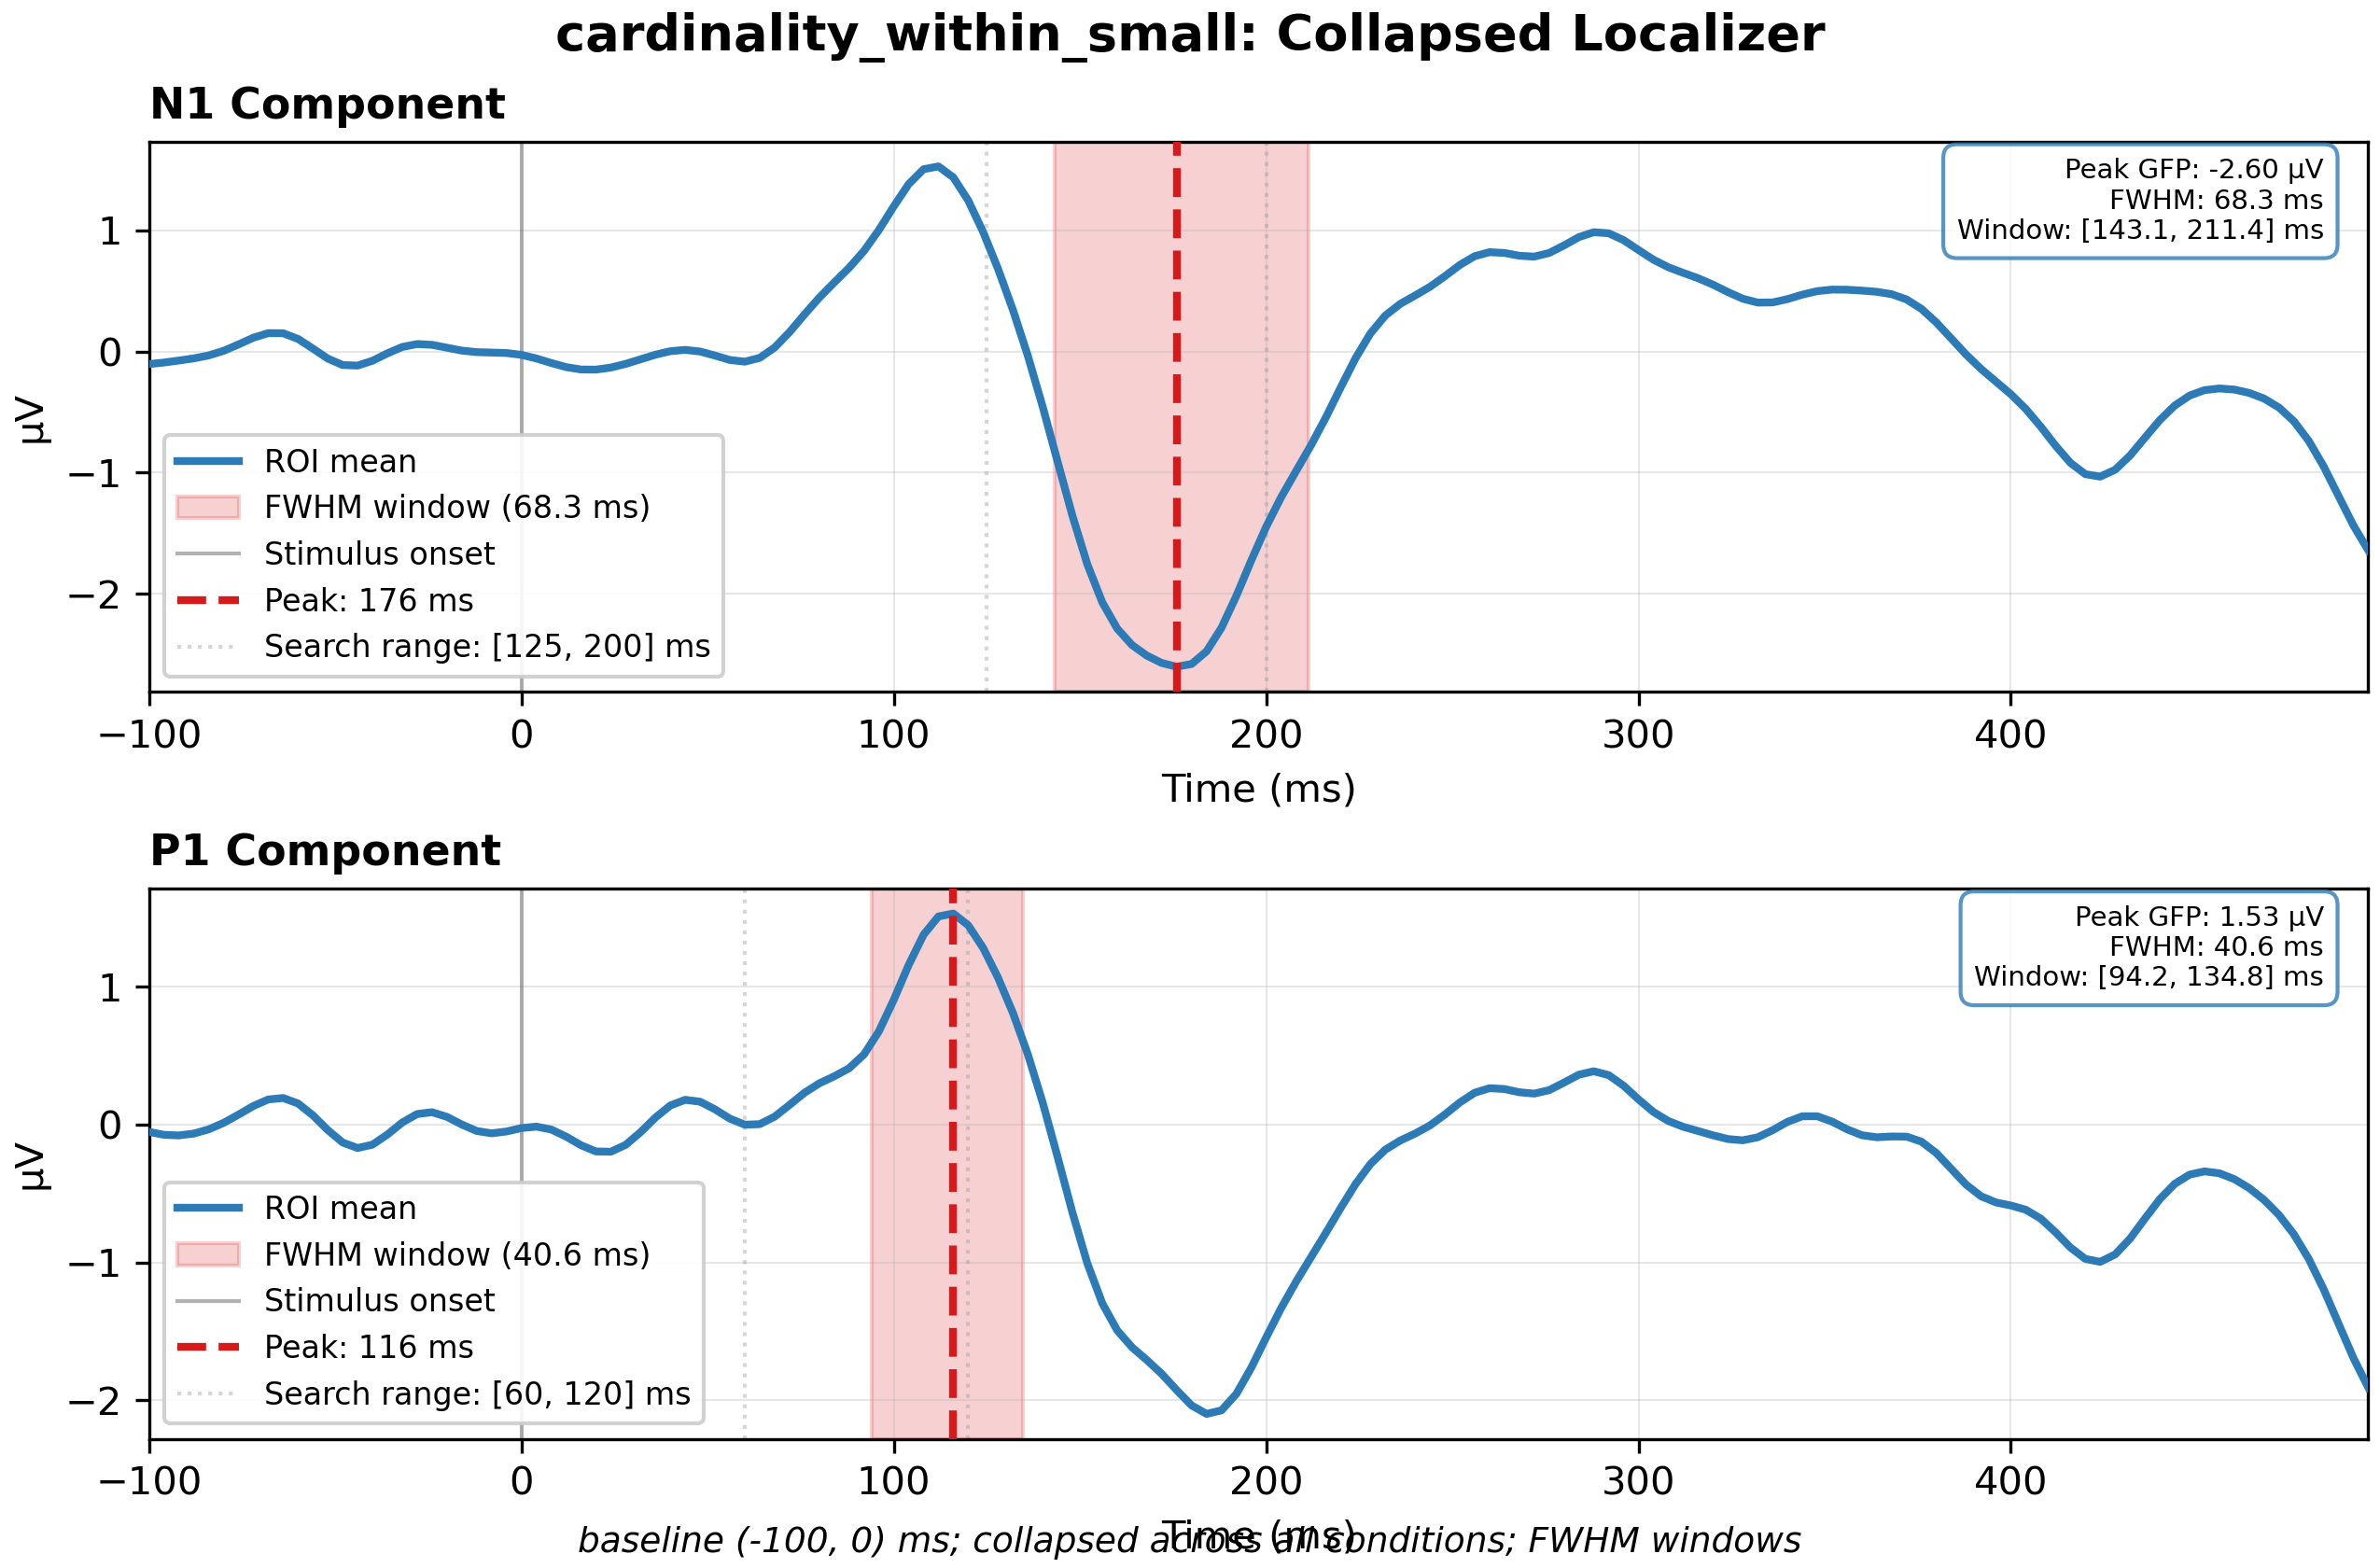 cardinality_within_small: Collapsed Localizer
N1 Component
Peak GFP: -2.60 µV
FWHM: 68.3 ms
Window: [143.1, 211.4] ms
1
0
−1
−2
µV
ROI mean
FWHM window (68.3 ms)
Stimulus onset
Peak: 176 ms
Search range: [125, 200] ms
−100 0 100 200 300 400
Time (ms)
P1 Component
Peak GFP: 1.53 µV
FWHM: 40.6 ms
Window: [94.2, 134.8] ms
1
0
−1
−2
µV
ROI mean
FWHM window (40.6 ms)
Stimulus onset
Peak: 116 ms
Search range: [60, 120] ms
−100 0 100 200 300 400
Time (ms)
baseline (-100, 0) ms; collapsed across all conditions; FWHM windows